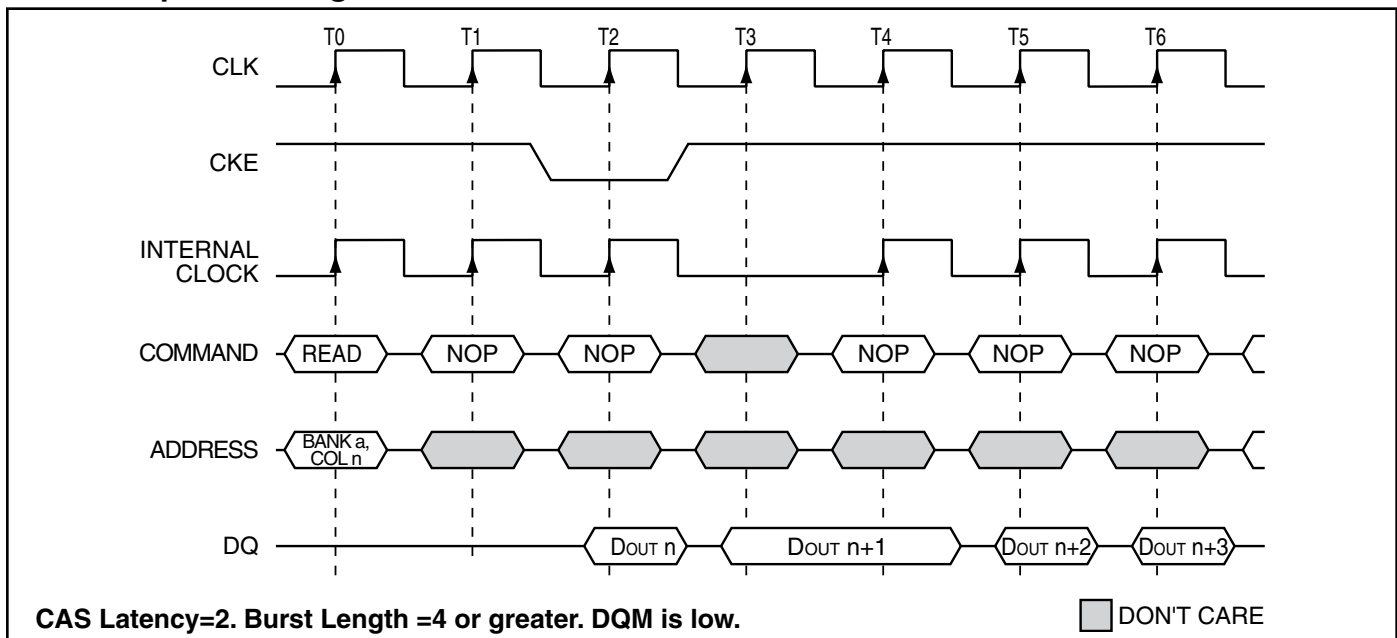 T0 T1 T2 T3 T4 T5 T6
CLK
CKE
INTERNAL
CLOCK
COMMAND READ NOP NOP NOP NOP NOP
ADDRESS BANK a,
COL n
DQ DOUT n DOUT n+1 DOUT n+2 DOUT n+3
CAS Latency=2. Burst Length =4 or greater. DQM is low. DON'T CARE